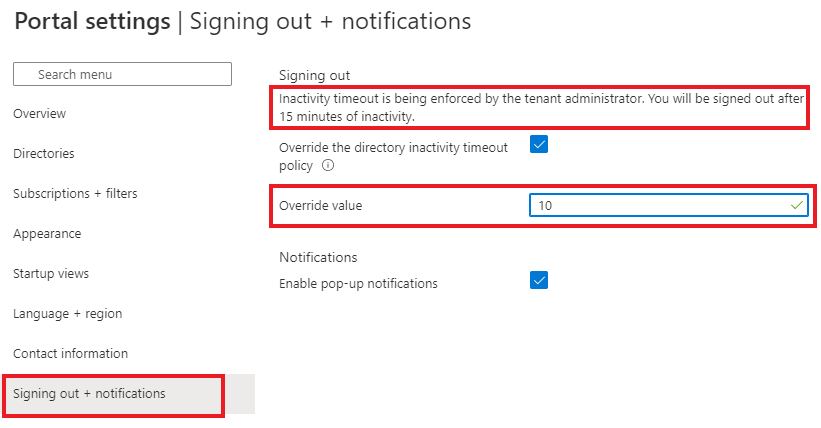 Portal settings | Signing out + notifications
Search menu
Overview
Directories
Subscriptions + filters
Appearance
Startup views
Language + region
Contact information
Signing out + notifications
Signing out
Inactivity timeout is being enforced by the tenant administrator. You will be signed out after
15 minutes of inactivity.
Override the directory inactivity timeout
policy
Override value
10
Notifications
Enable pop-up notifications